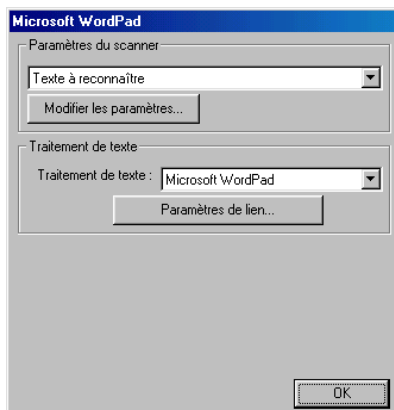 Microsoft WordPad
Paramètres du scanner
Texte à reconnaître
Modifier les paramètres...
Traitement de texte
Traitement de texte : Microsoft WordPad
Paramètres de lien...
OK